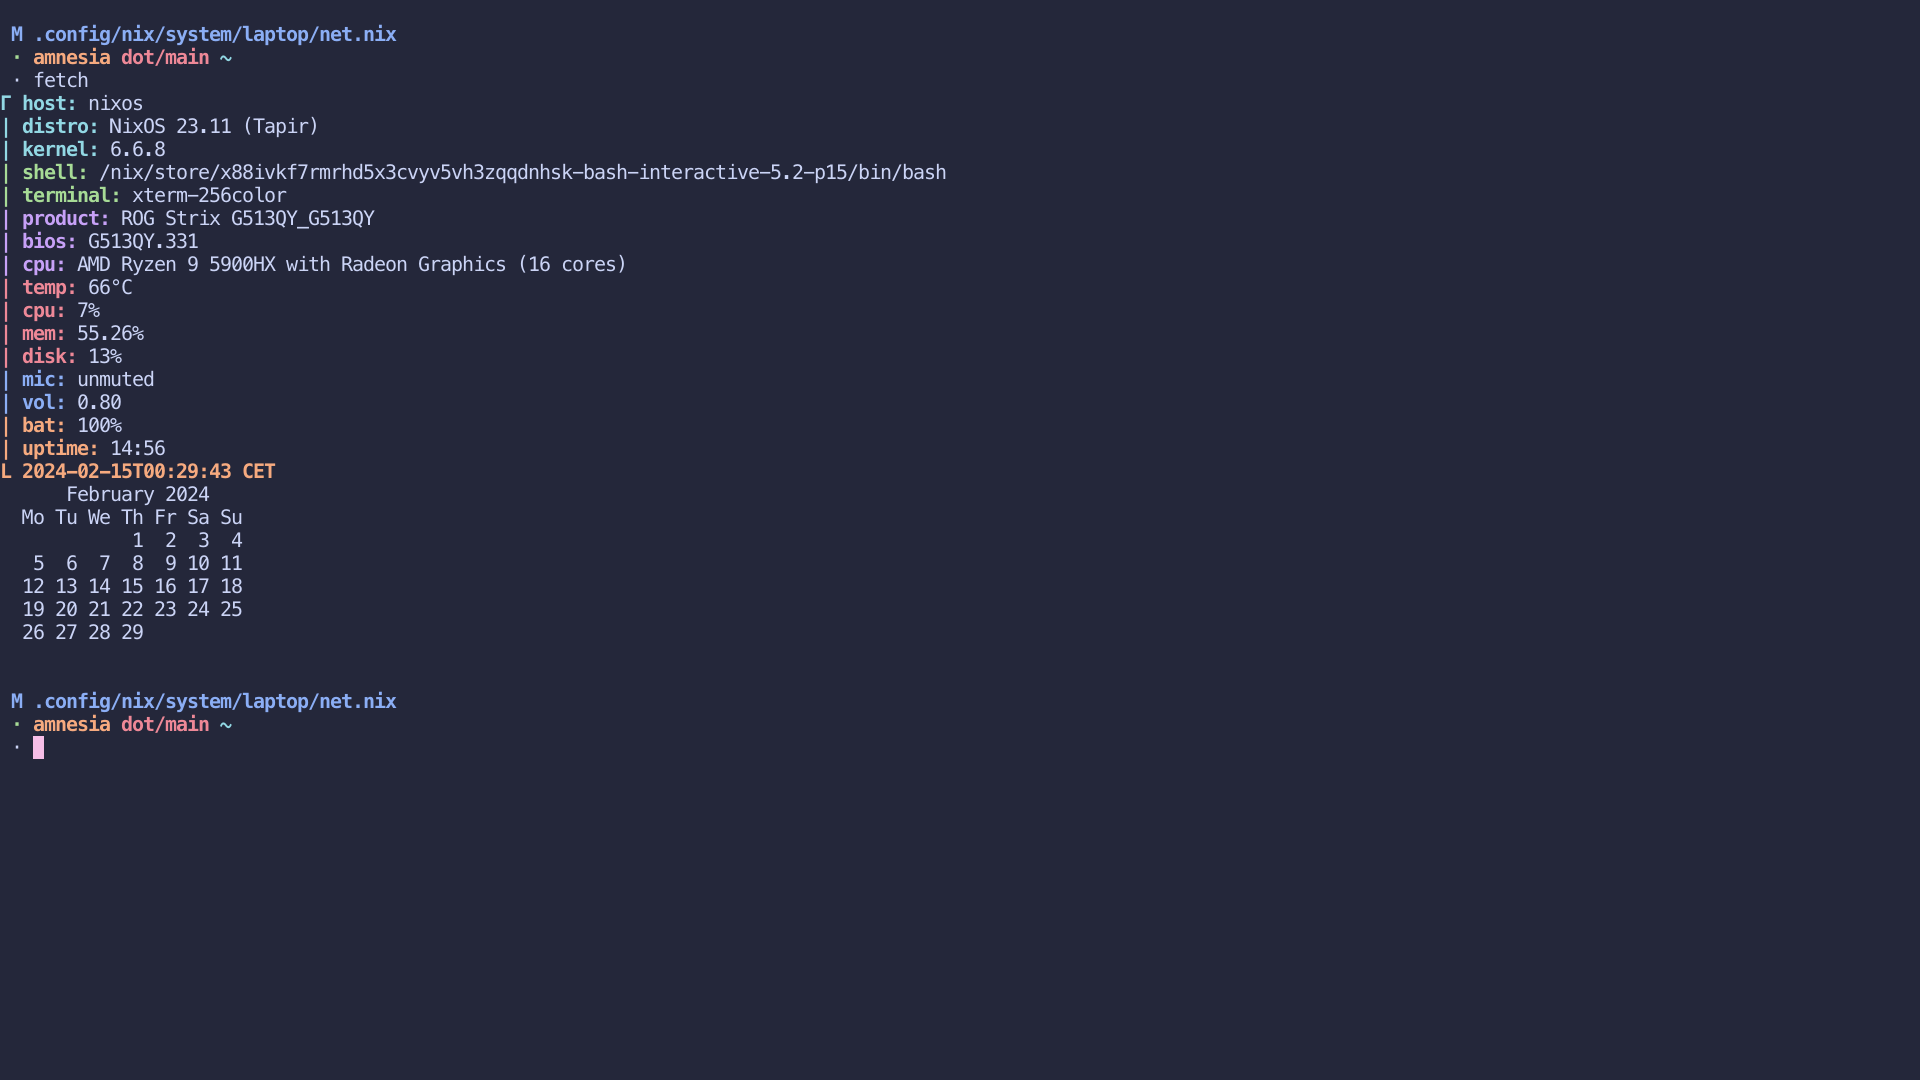 M .config/nix/system/laptop/net.nix
· amnesia dot/main ~
· fetch
Γ host: nixos
| distro: NixOS 23.11 (Tapir)
| kernel: 6.6.8
| shell: /nix/store/x88ivkf7rmrhd5x3cvyv5vh3zqqdnhsk-bash-interactive-5.2-p15/bin/bash
| terminal: xterm-256color
| product: ROG Strix G513QY_G513QY
| bios: G513QY.331
| cpu: AMD Ryzen 9 5900HX with Radeon Graphics (16 cores)
| temp: 66°C
| cpu: 7%
| mem: 55.26%
| disk: 13%
| mic: unmuted
| vol: 0.80
| bat: 100%
| uptime: 14:56
L 2024-02-15T00:29:43 CET
February 2024
Mo Tu We Th Fr Sa Su
1 2 3 4
5 6 7 8 9 10 11
12 13 14 15 16 17 18
19 20 21 22 23 24 25
26 27 28 29
M .config/nix/system/laptop/net.nix
· amnesia dot/main ~
·